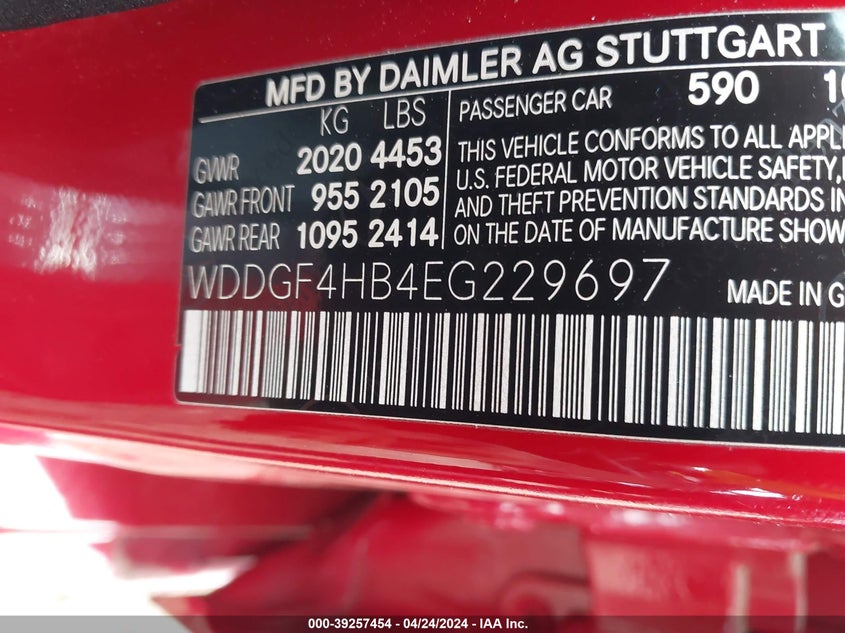 MFD BY DAIMLER AG STUTTGART
KG LBS
GVWR 2020 4453
GAWR FRONT 955 2105
GAWR REAR 1095 2414
PASSENGER CAR 590 10
THIS VEHICLE CONFORMS TO ALL APPL
U.S. FEDERAL MOTOR VEHICLE SAFETY,
AND THEFT PREVENTION STANDARDS IN
ON THE DATE OF MANUFACTURE SHOW
WDDGF4HB4EG229697 MADE IN G
000-39257454 - 04/24/2024 - IAA Inc.